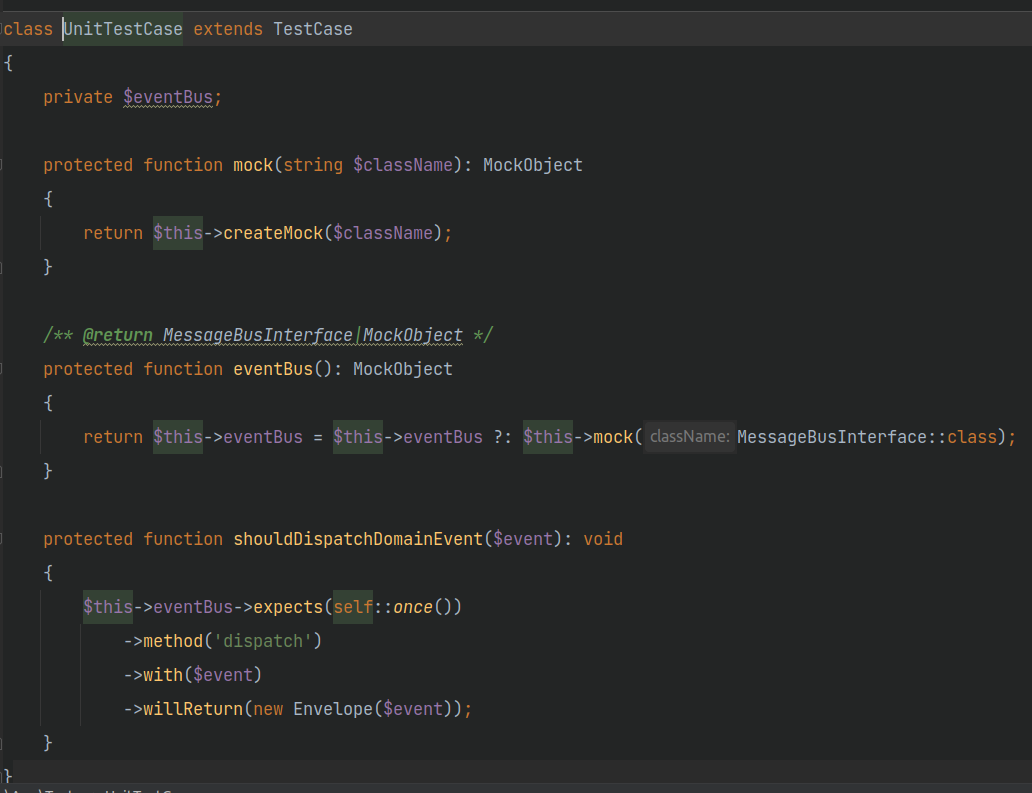 class UnitTestCase extends TestCase
{
    private $eventBus;

    protected function mock(string $className): MockObject
    {
        return $this->createMock($className);
    }

    /** @return MessageBusInterface|MockObject */
    protected function eventBus(): MockObject
    {
        return $this->eventBus = $this->eventBus ?: $this->mock( className: MessageBusInterface::class);
    }

    protected function shouldDispatchDomainEvent($event): void
    {
        $this->eventBus->expects(self::once())
            ->method('dispatch')
            ->with($event)
            ->willReturn(new Envelope($event));
    }
}